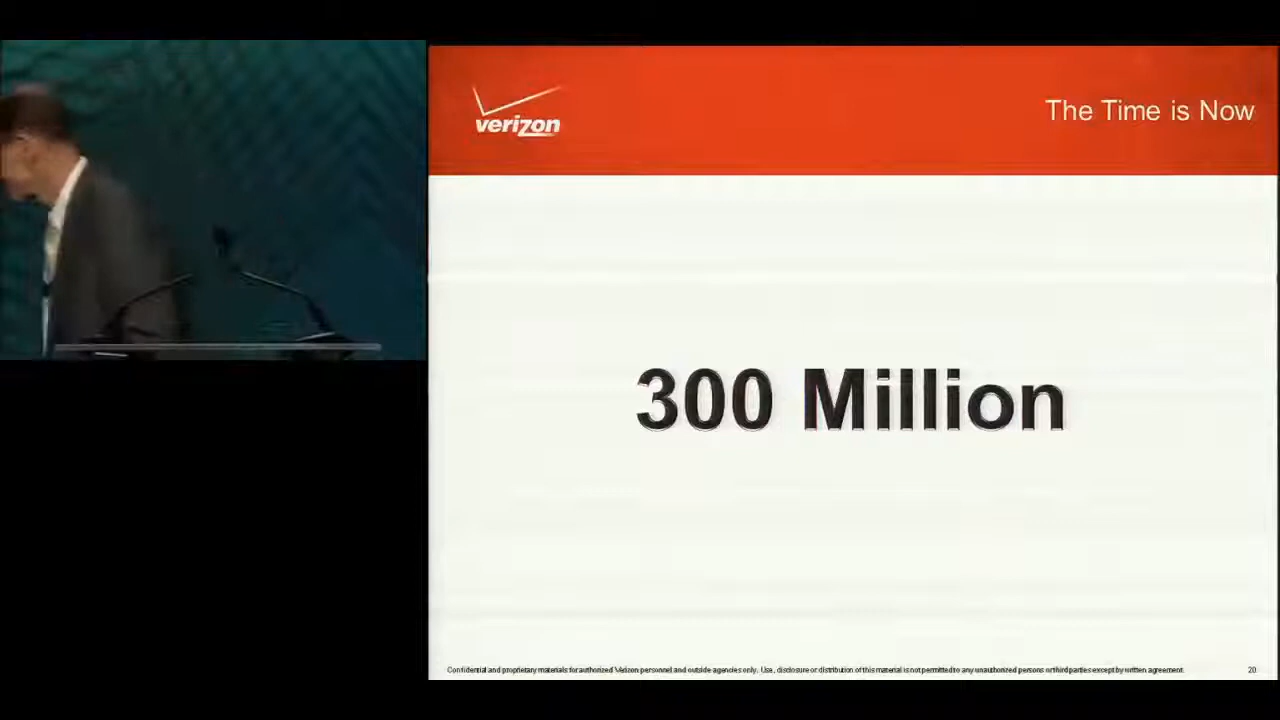 verizon
The Time is Now
300 Million
Confidential and proprietary materials for authorized Verizon personnel and outside agencies only. Use, disclosure or distribution of this material is not permitted to any unauthorized persons or third parties except by written agreement.
20